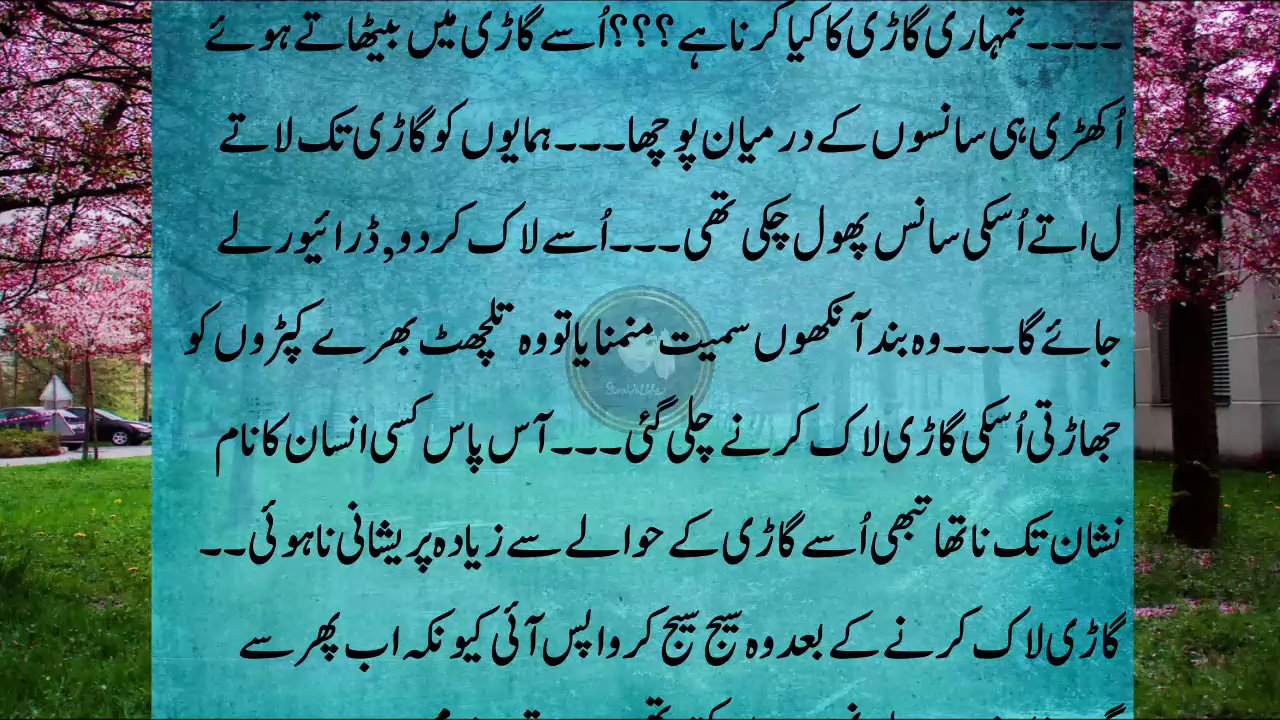 ۔۔۔۔تمہاری گاڑی کا کیا کرنا ہے؟؟؟اُسے گاڑی میں بیٹھاتے ہوئے
اُکھڑی ہی سانسوں کے درمیان پوچھا۔۔۔ہمایوں کو گاڑی تک لاتے
ل اتے اُسکی سانس پھول چکی تھی۔۔۔اُسے لاک کر دو,ڈرائیور لے
جائے گا۔۔۔وہ بند آنکھوں سمیت منمنایا تو وہ تلچھٹ بھرے کپڑوں کو
جھاڑتی اُسکی گاڑی لاک کرنے چلی گئی۔۔۔آس پاس کسی انسان کا نام
نشان تک نا تھا تبھی اُسے گاڑی کے حوالے سے زیادہ پریشانی نا ہوئی۔۔
گاڑی لاک کرنے کے بعد وہ سیج سیج کر واپس آئی کیونکہ اب پھر سے